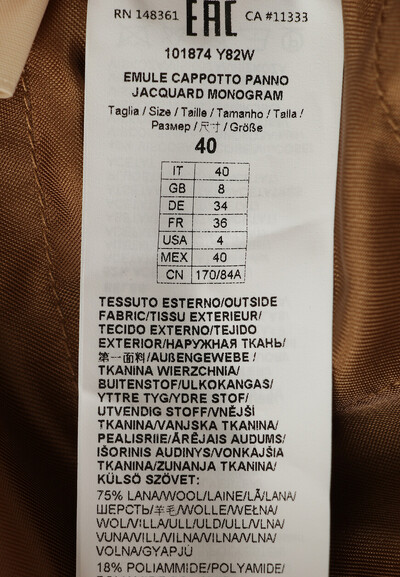 RN 148361 EAC CA #11333
101874 Y82W
EMULE CAPPOTTO PANNO
JACQUARD MONOGRAM
Taglia / Size / Taille / Tamanho / Talla /
Размер / 尺寸 / Größe
40
IT 40
GB 8
DE 34
FR 36
USA 4
MEX 40
CN 170/84A
TESSUTO ESTERNO/OUTSIDE
FABRIC/TISSU EXTERIEUR/
TECIDO EXTERNO/TEJIDO
EXTERIOR/НАРУЖНАЯ ТКАНЬ/
第一面料/AUßENGEWEBE /
TKANINA WIERZCHNIA/
BUITENSTOF/ULKOKANGAS/
YTTRE TYG/YDRE STOF/
UTVENDIG STOFF/VNĚJŠÍ
TKANINA/VANJSKA TKANINA/
PEALISRIIE/ĀRĒJAIS AUDUMS/
IŠORINIS AUDINYS/VONKAJŠIA
TKANINA/ZUNANJA TKANINA/
KÜLSŐ SZÖVET:
75% LANA/WOOL/LAINE/LÃ/LANA/
ШЕРСТЬ/羊毛/WOLLE/WEŁNA/
WOL/VILLA/ULL/ULD/ULL/VLNA/
VUNA/VILL/VILNA/VILNA/VLNA/
VOLNA/GYAPJÚ
18% POLIAMMIDE/POLYAMIDE/